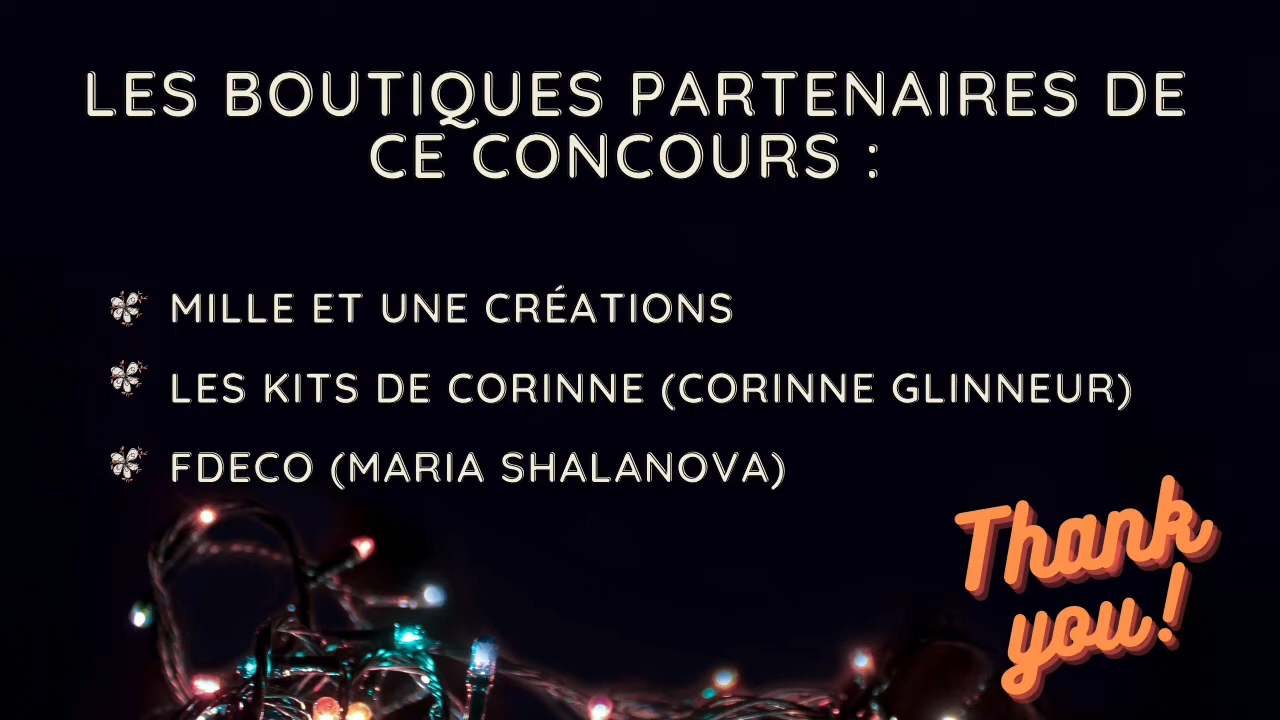 LES BOUTIQUES PARTENAIRES DE
CE CONCOURS :
MILLE ET UNE CRÉATIONS
LES KITS DE CORINNE (CORINNE GLINNEUR)
FDECO (MARIA SHALANOVA)
Thank
you!